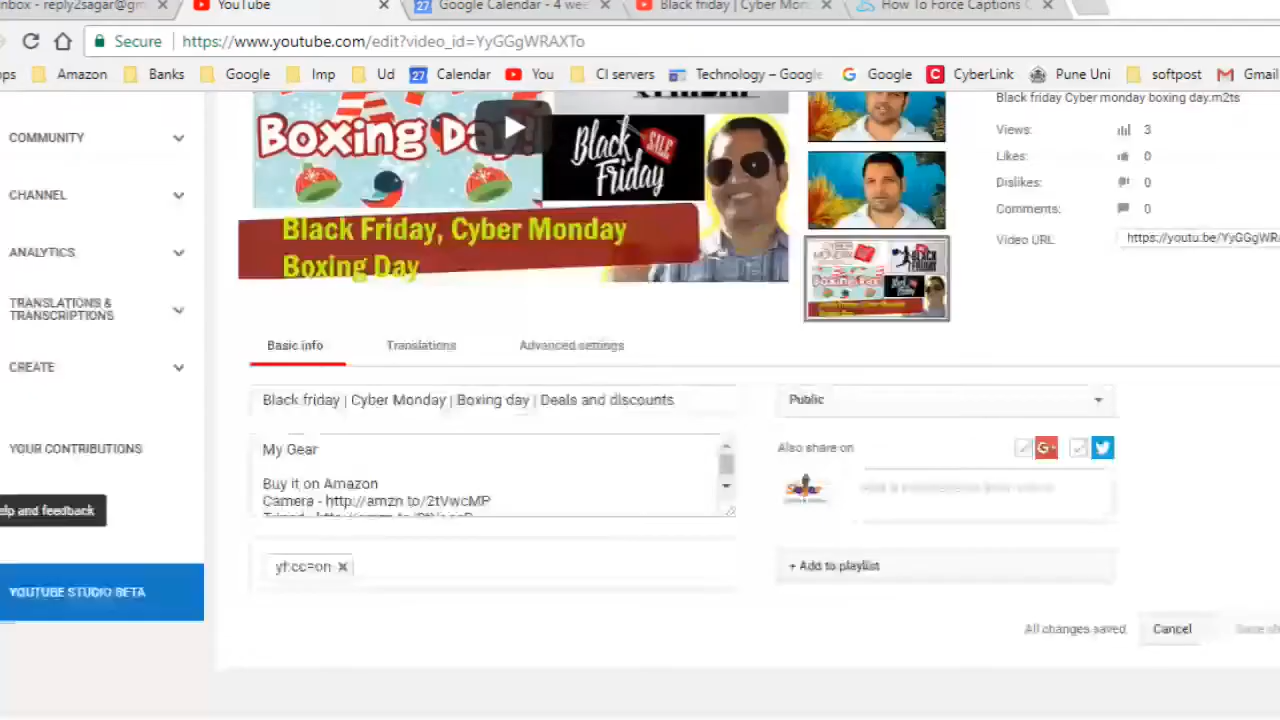 nbox - reply2sagar@gm
YouTube
Google Calendar - 4 wee
Black friday | Cyber Mon
How To Force Captions
Secure
https://www.youtube.com/edit?video_id=YyGGgWRAXTo
ps
Amazon
Banks
Google
Imp
Ud
27 Calendar
You
CI servers
Technology – Google
G Google
C CyberLink
Pune Uni
softpost
Gmail
COMMUNITY
CHANNEL
ANALYTICS
TRANSLATIONS &
TRANSCRIPTIONS
CREATE
YOUR CONTRIBUTIONS
elp and feedback
YOUTUBE STUDIO BETA
Boxing Day!
Black
SALE
Friday
Black Friday, Cyber Monday
Boxing Day
Black friday Cyber monday boxing day.m2ts
Views: 3
Likes: 0
Dislikes: 0
Comments: 0
Video URL: https://youtu.be/YyGGgWRA
Basic info
Translations
Advanced settings
Black friday | Cyber Monday | Boxing day | Deals and discounts
My Gear
Buy it on Amazon
Camera - http://amzn to/2tVwcMP
yt:cc=on
Public
Also share on
G+
+ Add to playlist
All changes saved.
Cancel